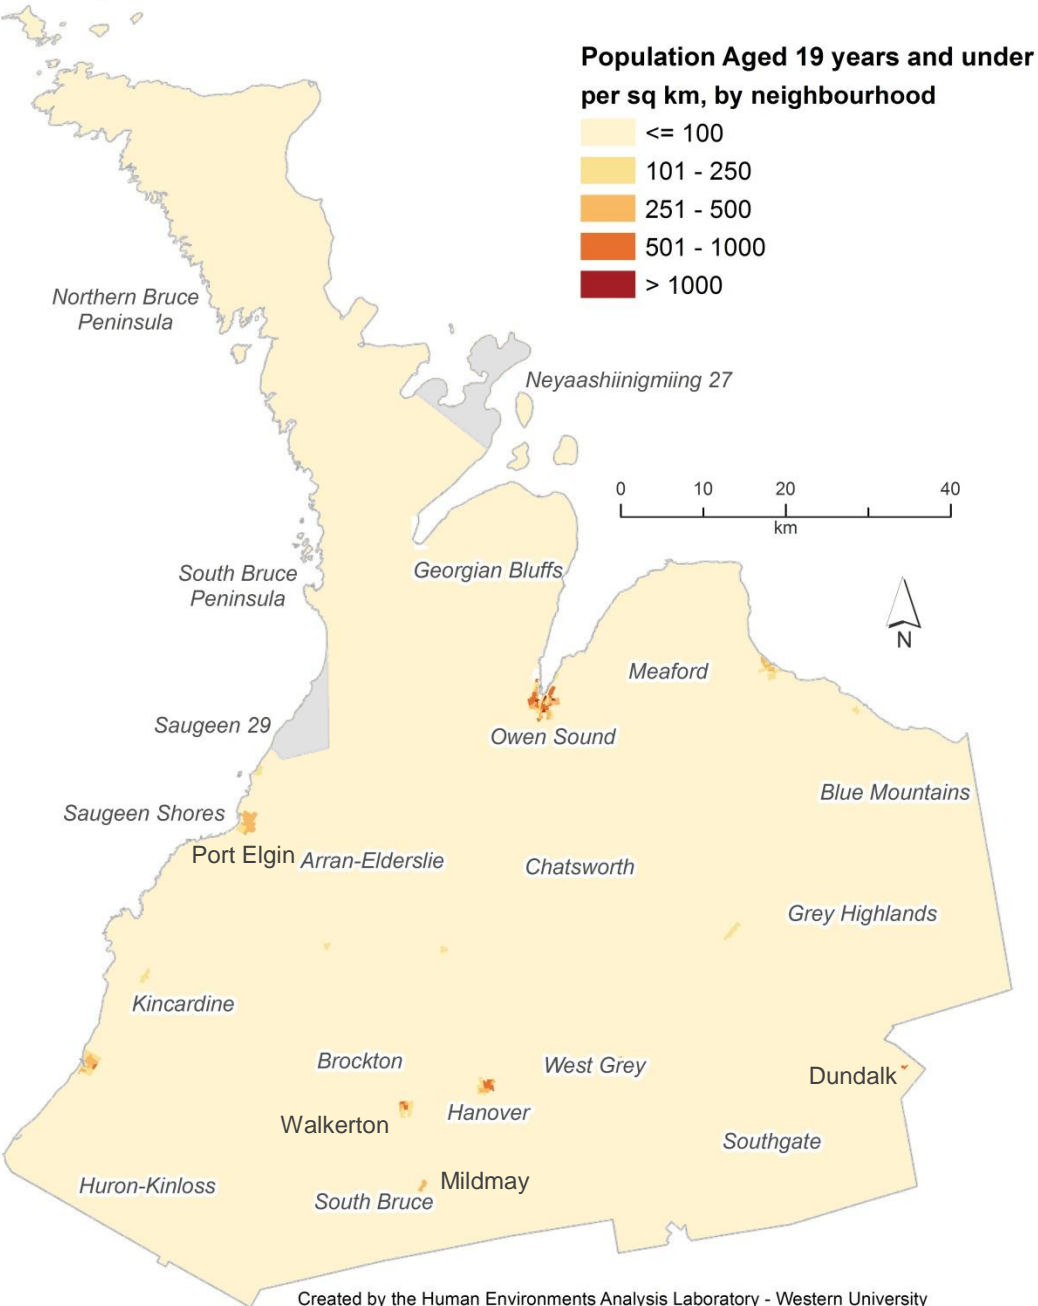 Population Aged 19 years and under
per sq km, by neighbourhood
<= 100
101 - 250
251 - 500
501 - 1000
> 1000
Northern Bruce
Peninsula
Neyaashiinigmiing 27
0 10 20 40
km
Georgian Bluffs
South Bruce
Peninsula
N
Meaford
Saugeen 29
Owen Sound
Blue Mountains
Saugeen Shores
Port Elgin
Arran-Elderslie
Chatsworth
Grey Highlands
Kincardine
Brockton
West Grey
Dundalk
Hanover
Walkerton
Southgate
Mildmay
Huron-Kinloss
South Bruce
Created by the Human Environments Analysis Laboratory - Western University